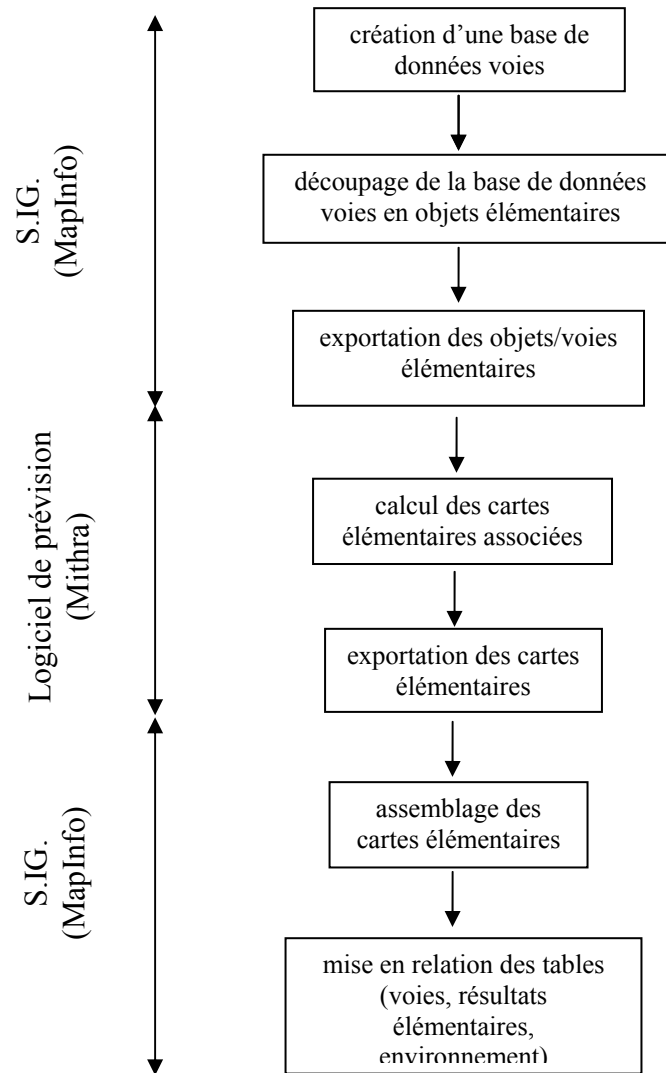 S.IG.
(MapInfo)
création d’une base de
données voies
découpage de la base de données
voies en objets élémentaires
exportation des objets/voies
élémentaires
Logiciel de prévision
(Mithra)
calcul des cartes
élémentaires associées
exportation des cartes
élémentaires
S.IG.
(MapInfo)
assemblage des
cartes élémentaires
mise en relation des tables
(voies, résultats
élémentaires,
environnement)